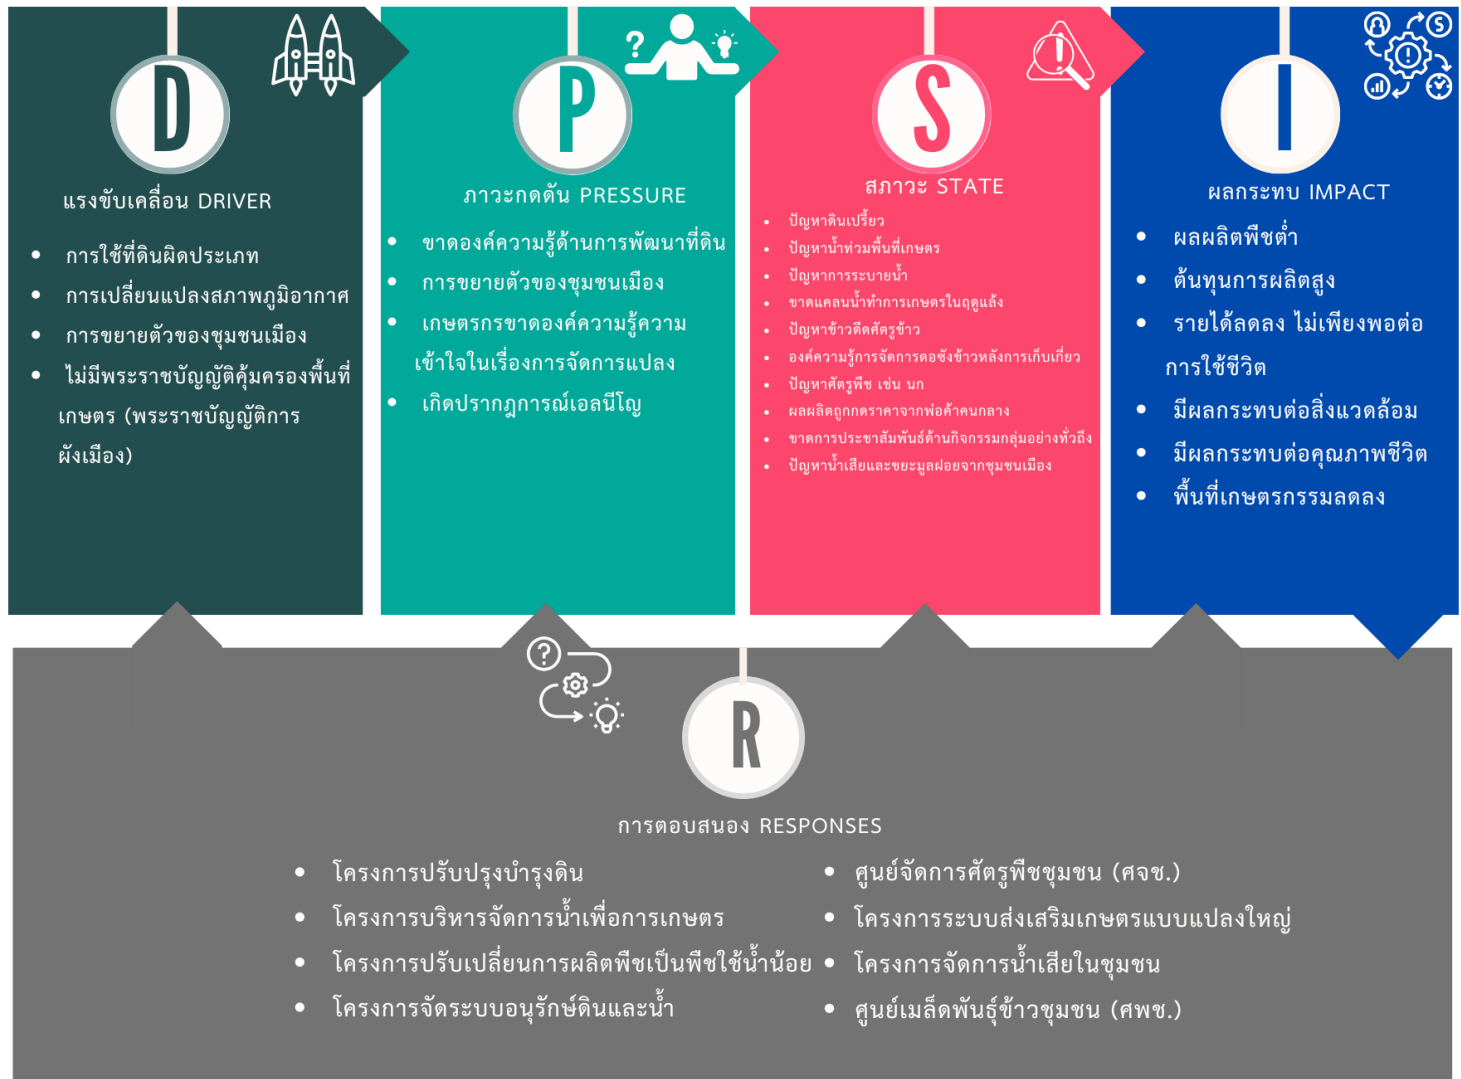 D
แรงขับเคลื่อน DRIVER
การใช้ที่ดินผิดประเภท
การเปลี่ยนแปลงสภาพภูมิอากาศ
การขยายตัวของชุมชนเมือง
ไม่มีพระราชบัญญัติคุ้มครองพื้นที่
เกษตร (พระราชบัญญัติการ
ผังเมือง)
P
ภาวะกดดัน PRESSURE
ขาดองค์ความรู้ด้านการพัฒนาที่ดิน
การขยายตัวของชุมชนเมือง
เกษตรกรขาดองค์ความรู้ความ
เข้าใจในเรื่องการจัดการแปลง
เกิดปรากฎการณ์เอลนีโญ
S
สภาวะ STATE
ปัญหาดินเปรี้ยว
ปัญหาน้ำท่วมพื้นที่เกษตร
ปัญหาการระบายน้ำ
ขาดแคลนน้ำทำการเกษตรในฤดูแล้ง
ปัญหาข้าวดีดศัตรูข้าว
องค์ความรู้การจัดการตอซังข้าวหลังการเก็บเกี่ยว
ปัญหาศัตรูพืช เช่น นก
ผลผลิตถูกกดราคาจากพ่อค้าคนกลาง
ขาดการประชาสัมพันธ์ด้านกิจกรรมกลุ่มอย่างทั่วถึง
ปัญหาน้ำเสียและขยะมูลฝอยจากชุมชนเมือง
I
ผลกระทบ IMPACT
ผลผลิตพืชต่ำ
ต้นทุนการผลิตสูง
รายได้ลดลง ไม่เพียงพอต่อ
การใช้ชีวิต
มีผลกระทบต่อสิ่งแวดล้อม
มีผลกระทบต่อคุณภาพชีวิต
พื้นที่เกษตรกรรมลดลง
R
การตอบสนอง RESPONSES
โครงการปรับปรุงบำรุงดิน
โครงการบริหารจัดการน้ำเพื่อการเกษตร
โครงการปรับเปลี่ยนการผลิตพืชเป็นพืชใช้น้ำน้อย
โครงการจัดระบบอนุรักษ์ดินและน้ำ
ศูนย์จัดการศัตรูพืชชุมชน (ศจช.)
โครงการระบบส่งเสริมเกษตรแบบแปลงใหญ่
โครงการจัดการน้ำเสียในชุมชน
ศูนย์เมล็ดพันธุ์ข้าวชุมชน (ศพช.)